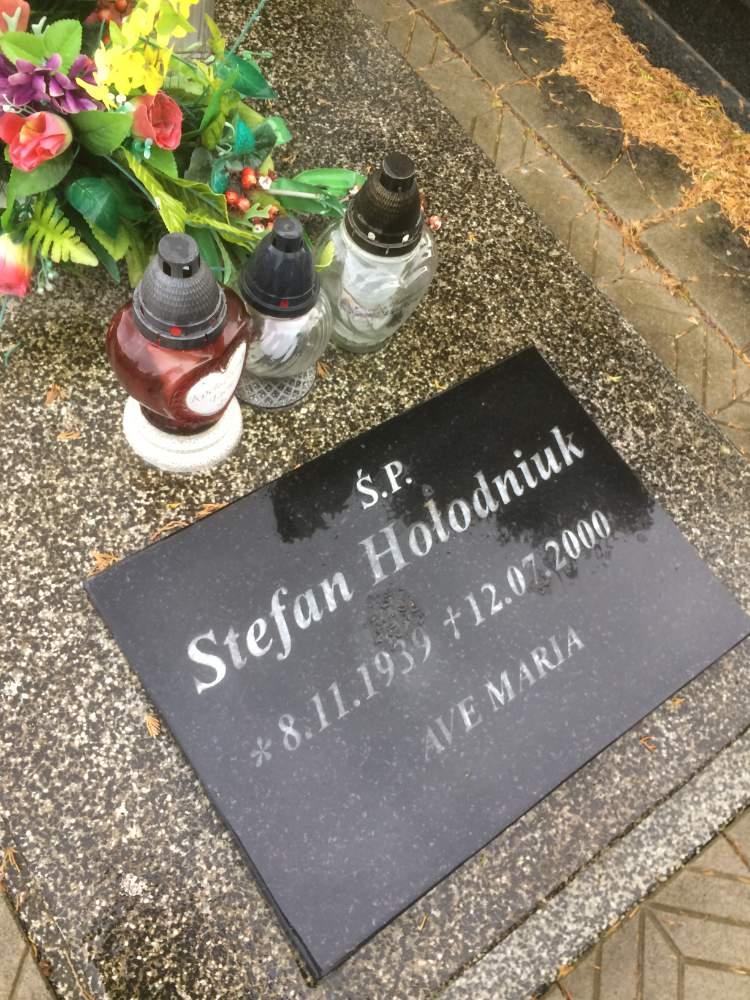 Ś.P.
Stefan Hołodniuk
* 8.11.1939 † 12.07.2000
AVE MARIA